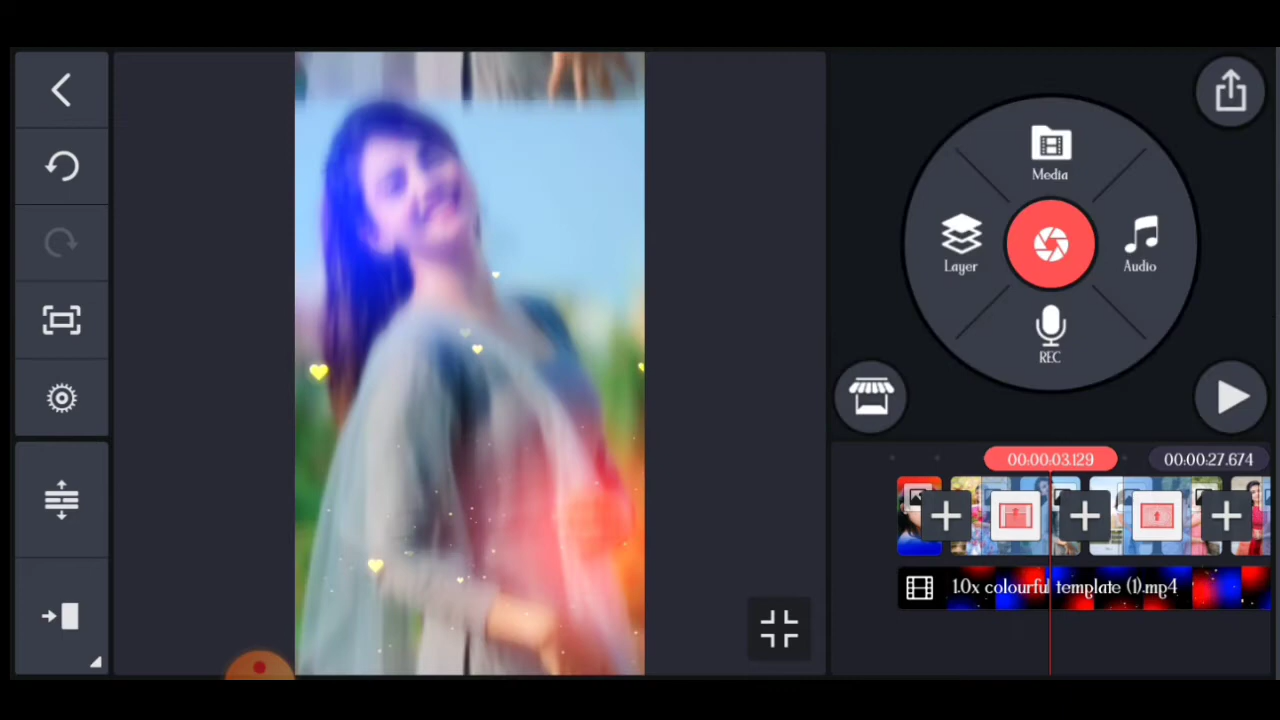 Media
Layer
Audio
REC
00:00:03.129
00:00:27.674
1.0x colourful template (1).mp4